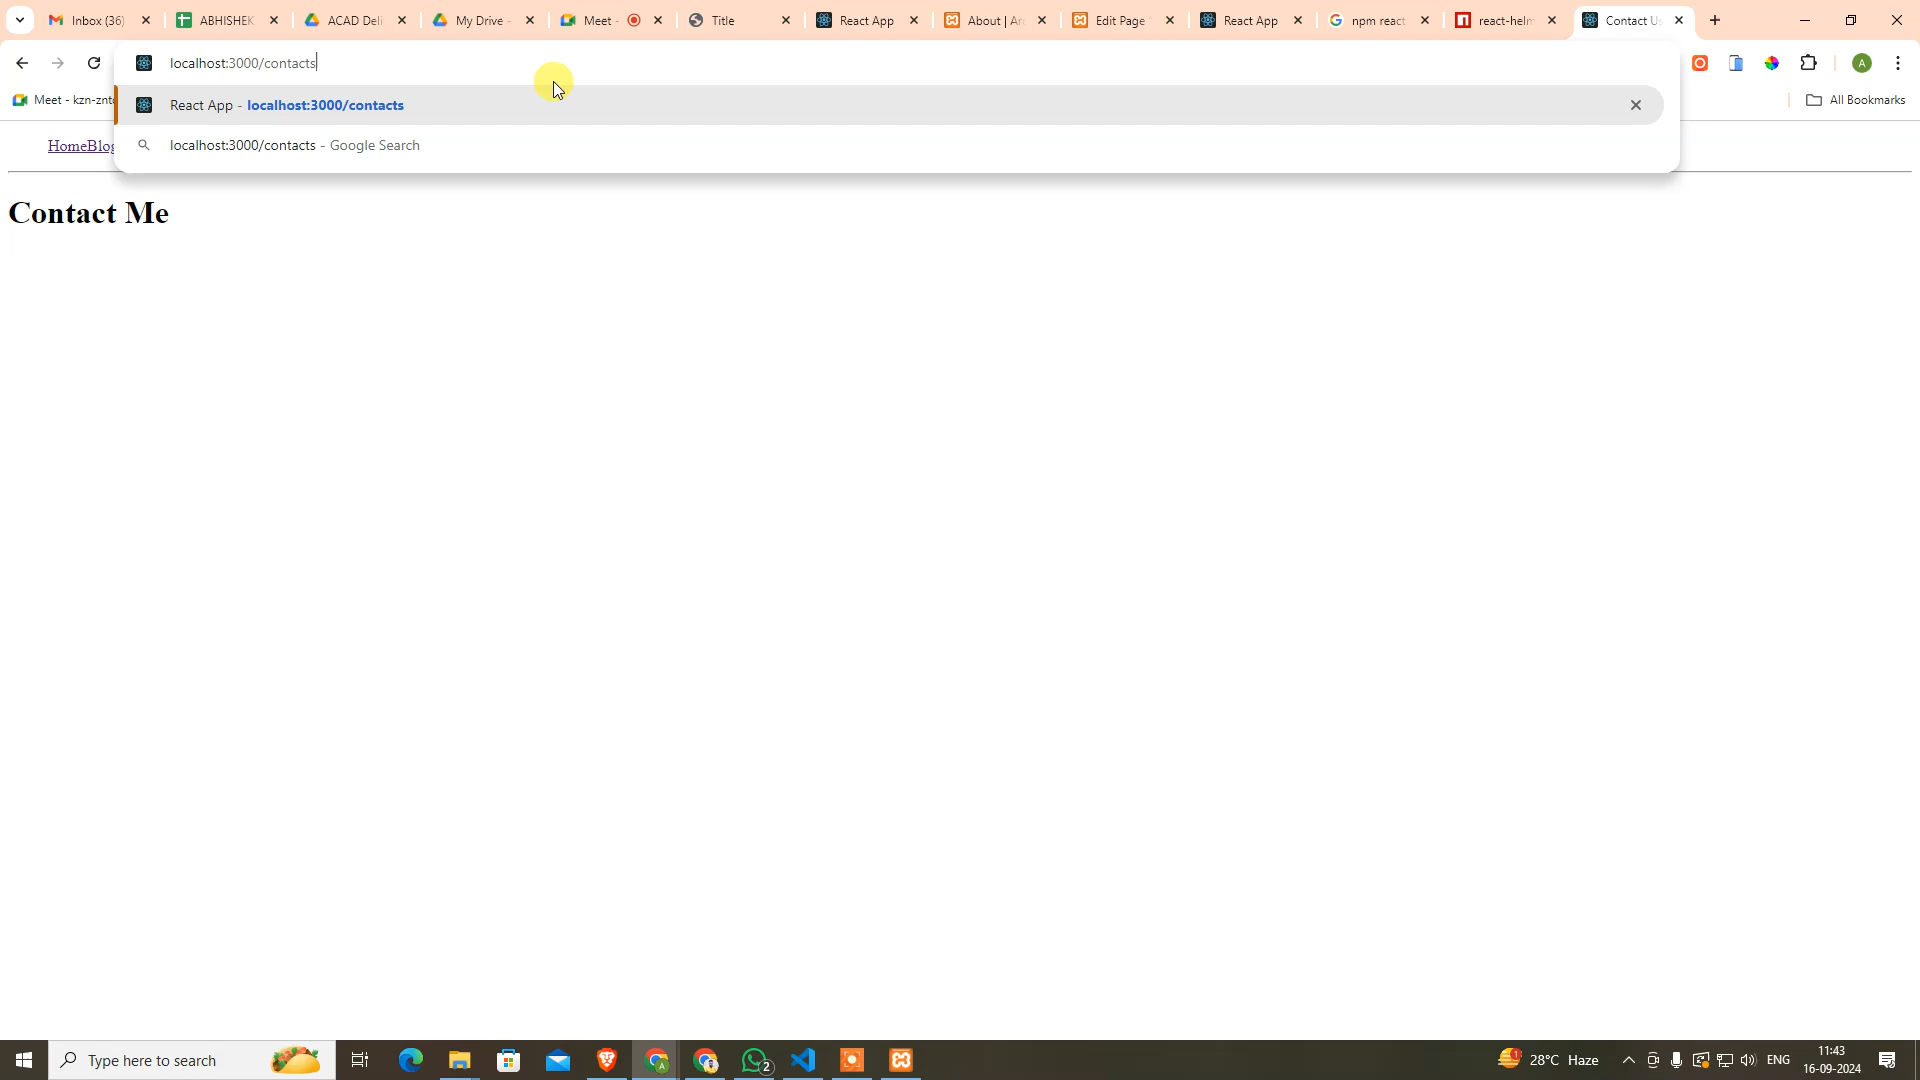 Inbox (36)
ABHISHEK
ACAD Deli
My Drive -
Meet -
Title
React App
About | Ar
Edit Page
React App
npm react
react-helm
Contact Us
localhost:3000/contacts
A
Meet - kzn-znt
React App - localhost:3000/contacts
All Bookmarks
HomeBlog
localhost:3000/contacts - Google Search
Contact Me
Type here to search
2
28°C Haze
ENG
11:43
16-09-2024